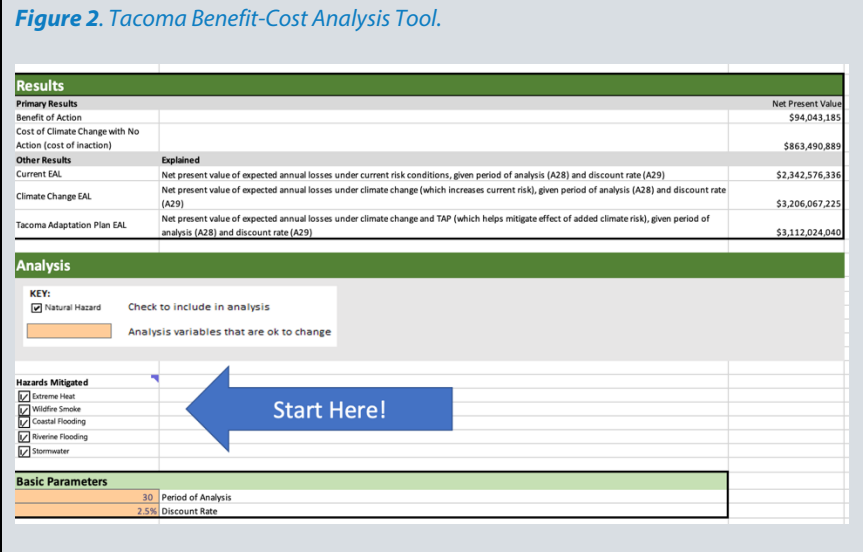 Figure 2. Tacoma Benefit-Cost Analysis Tool.
Results
Primary Results Net Present Value
Benefit of Action $94,043,185
Cost of Climate Change with No
Action (cost of inaction) $863,490,889
Other Results Explained
Current EAL Net present value of expected annual losses under current risk conditions, given period of analysis (A28) and discount rate (A29) $2,342,576,336
Climate Change EAL Net present value of expected annual losses under climate change (which increases current risk), given period of analysis (A28) and discount rate
(A29) $3,206,067,225
Tacoma Adaptation Plan EAL Net present value of expected annual losses under climate change and TAP (which helps mitigate effect of added climate risk), given period of
analysis (A28) and discount rate (A29) $3,112,024,040
Analysis
KEY:
Natural Hazard Check to include in analysis
Analysis variables that are ok to change
Hazards Mitigated
Extreme Heat
Wildfire Smoke
Coastal Flooding
Riverine Flooding
Stormwater
Start Here!
Basic Parameters
30 Period of Analysis
2.5% Discount Rate